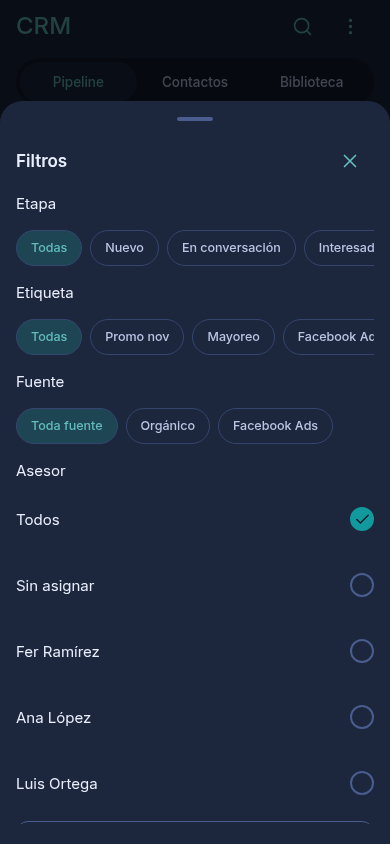 CRM
Pipeline Contactos Biblioteca
Filtros
Etapa
Todas Nuevo En conversación Interesad
Etiqueta
Todas Promo nov Mayoreo Facebook Ad
Fuente
Toda fuente Orgánico Facebook Ads
Asesor
Todos
Sin asignar
Fer Ramírez
Ana López
Luis Ortega